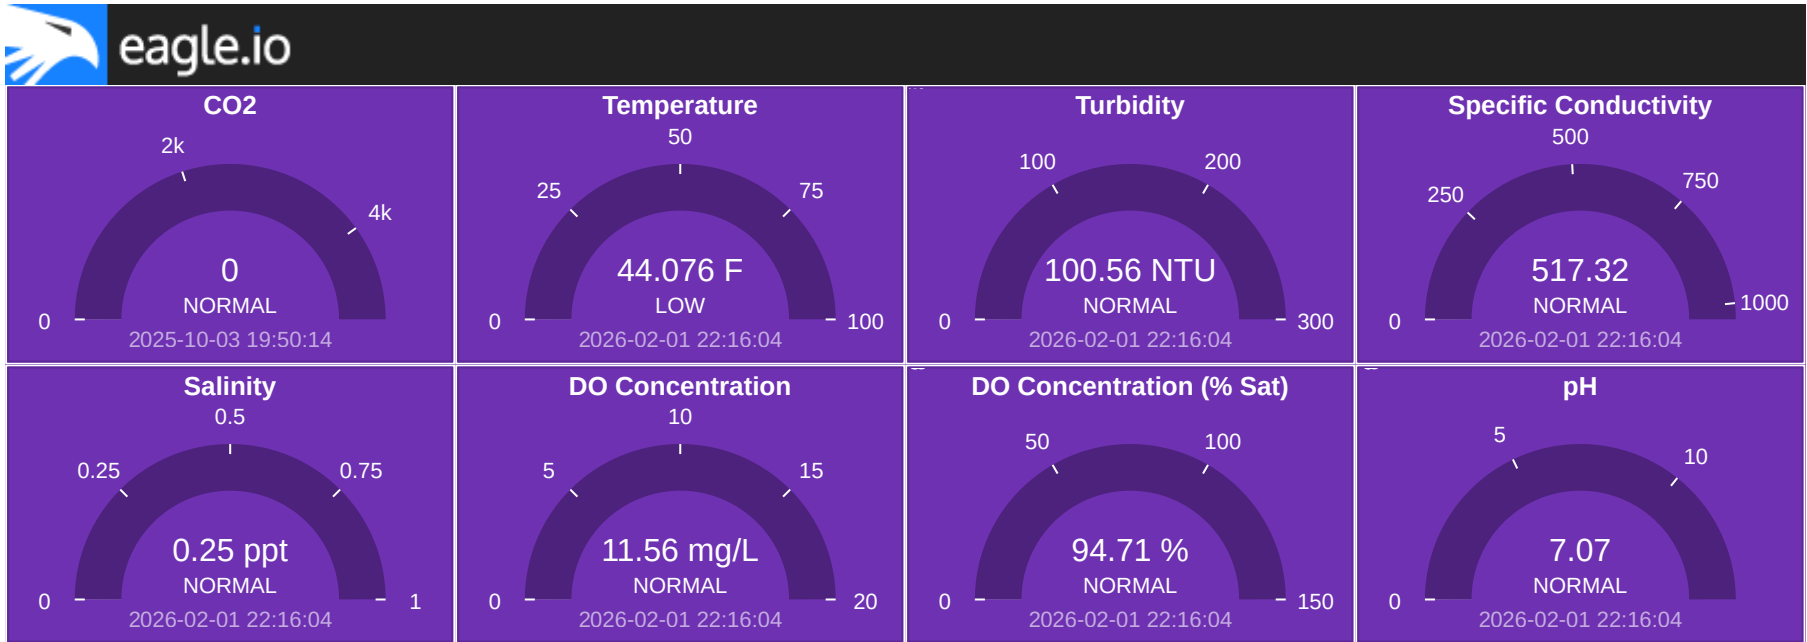 eagle.io
CO2
2k
4k
0
0
NORMAL
2025-10-03 19:50:14
Temperature
50
25
75
44.076 F
LOW
0
100
2026-02-01 22:16:04
Turbidity
100
200
100.56 NTU
NORMAL
0
300
2026-02-01 22:16:04
Specific Conductivity
500
250
750
517.32
NORMAL
0
1000
2026-02-01 22:16:04
Salinity
0.5
0.25
0.75
0.25 ppt
NORMAL
0
1
2026-02-01 22:16:04
DO Concentration
10
5
15
11.56 mg/L
NORMAL
0
20
2026-02-01 22:16:04
DO Concentration (% Sat)
50
100
94.71 %
NORMAL
0
150
2026-02-01 22:16:04
pH
5
10
7.07
NORMAL
0
2026-02-01 22:16:04